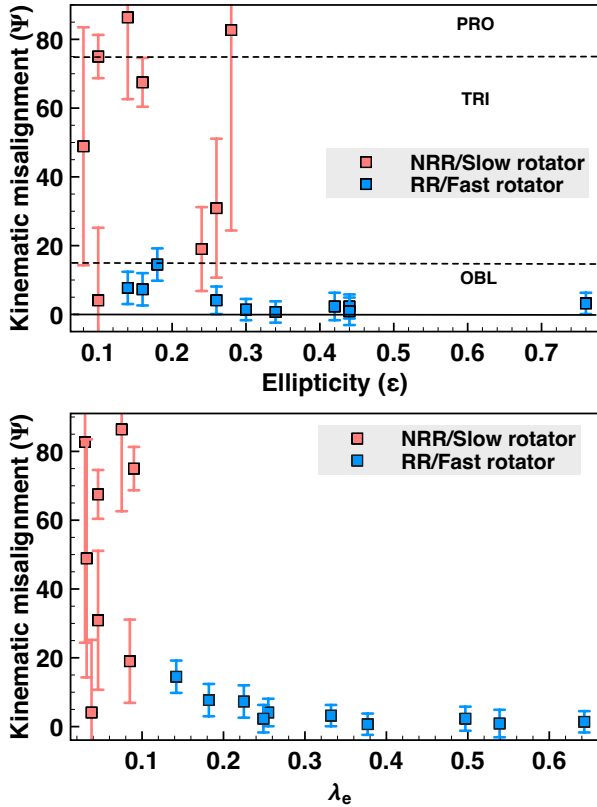 Kinematic misalignment (Ψ)
80
60
40
20
0
PRO
TRI
NRR/Slow rotator
RR/Fast rotator
OBL
0.1 0.2 0.3 0.4 0.5 0.6 0.7
Ellipticity (ε)
Kinematic misalignment (Ψ)
80
60
40
20
0
NRR/Slow rotator
RR/Fast rotator
0.1 0.2 0.3 0.4 0.5 0.6
λe